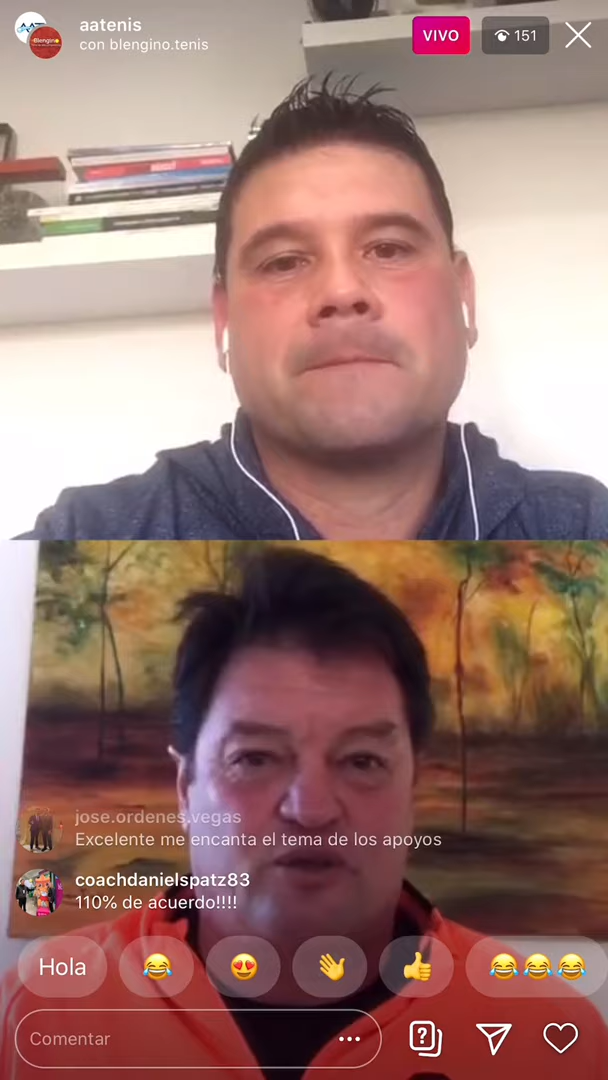 aatenis
con blengino.tenis
VIVO
151
Blengino
jose.ordenes.vegas
Excelente me encanta el tema de los apoyos
coachdanielspatz83
110% de acuerdo!!!!
Hola
Comentar